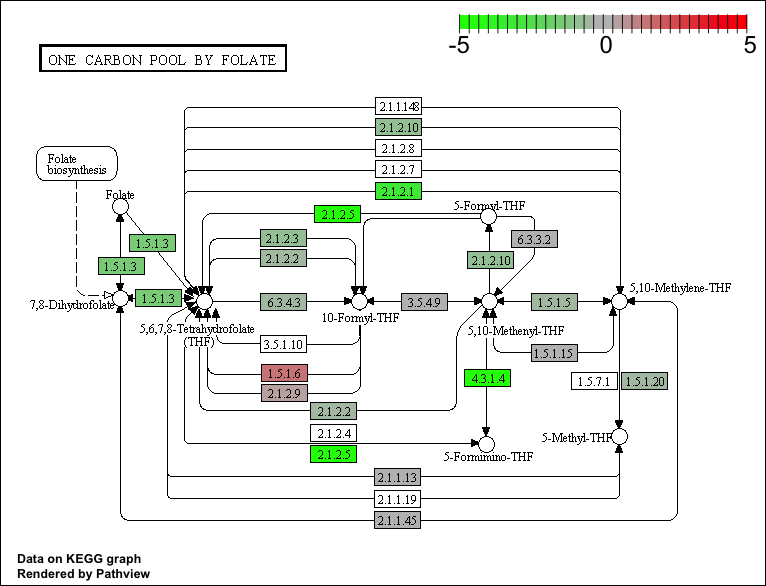 -5 0 5
ONE CARBON POOL BY FOLATE
2.1.1.148
2.1.2.10
2.1.2.8
2.1.2.7
2.1.2.1
Folate
biosynthesis
Folate
5-Formyl-THF
2.1.2.5
1.5.1.3
2.1.2.3
6.3.3.2
2.1.2.2
2.1.2.10
1.5.1.3
5,10-Methylene-THF
7,8-Dihydrofolate
1.5.1.3
6.3.4.3
3.5.4.9
1.5.1.5
10-Formyl-THF
5,6,7,8-Tetrahydrofolate
(THF)
5,10-Methenyl-THF
3.5.1.10
1.5.1.15
1.5.1.6
4.3.1.4
1.5.7.1
1.5.1.20
2.1.2.9
2.1.2.2
2.1.2.4
5-Methyl-THF
2.1.2.5
5-Formimino-THF
2.1.1.13
2.1.1.19
2.1.1.45
Data on KEGG graph
Rendered by Pathview